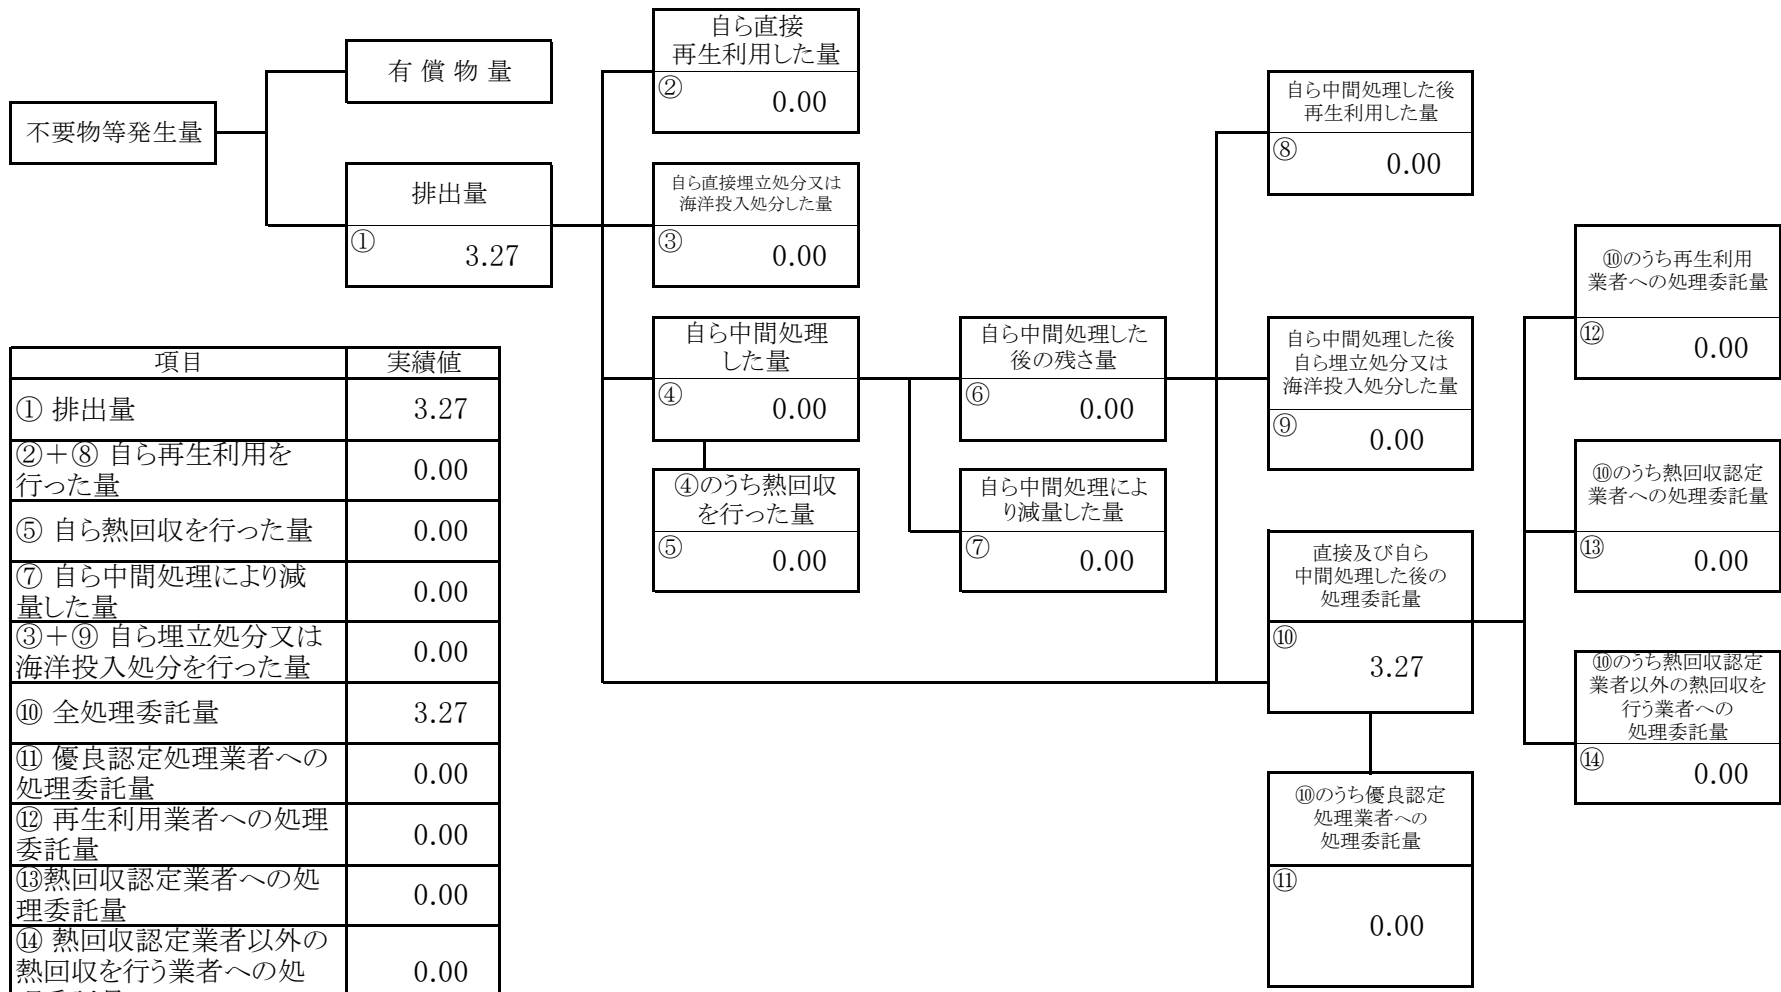 不要物等発生量
有償物量
排出量
①
3.27
自ら直接
再生利用した量
②
0.00
自ら直接埋立処分又は
海洋投入処分した量
③
0.00
自ら中間処理
した量
④
0.00
④のうち熱回収
を行った量
⑤
0.00
自ら中間処理した
後の残さ量
⑥
0.00
自ら中間処理によ
り減量した量
⑦
0.00
自ら中間処理した後
再生利用した量
⑧
0.00
自ら中間処理した後
自ら埋立処分又は
海洋投入処分した量
⑨
0.00
直接及び自ら
中間処理した後の
処理委託量
⑩
3.27
⑩のうち優良認定
処理業者への
処理委託量
⑪
0.00
⑩のうち再生利用
業者への処理委託量
⑫
0.00
⑩のうち熱回収認定
業者への処理委託量
⑬
0.00
⑩のうち熱回収認定
業者以外の熱回収を
行う業者への
処理委託量
⑭
0.00
項目 実績値
① 排出量 3.27
②+⑧ 自ら再生利用を
行った量 0.00
⑤ 自ら熱回収を行った量 0.00
⑦ 自ら中間処理により減
量した量 0.00
③+⑨ 自ら埋立処分又は
海洋投入処分を行った量 0.00
⑩ 全処理委託量 3.27
⑪ 優良認定処理業者への
処理委託量 0.00
⑫ 再生利用業者への処理
委託量 0.00
⑬熱回収認定業者への処
理委託量 0.00
⑭ 熱回収認定業者以外の
熱回収を行う業者への処 0.00